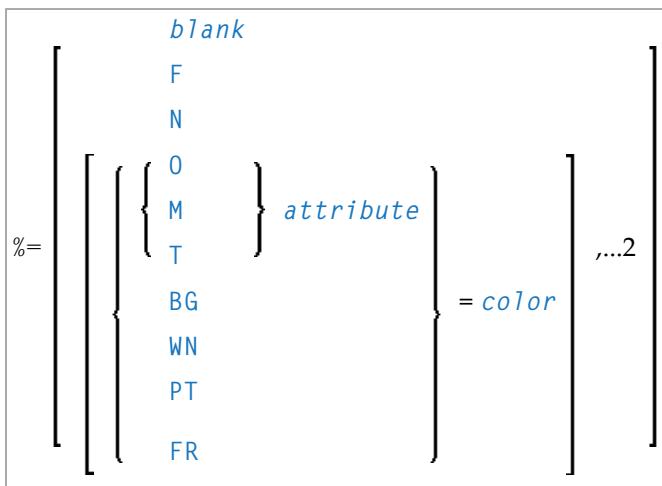 blank
F
N
O
M attribute
T
%= ,...2
BG
= color
WN
PT
FR